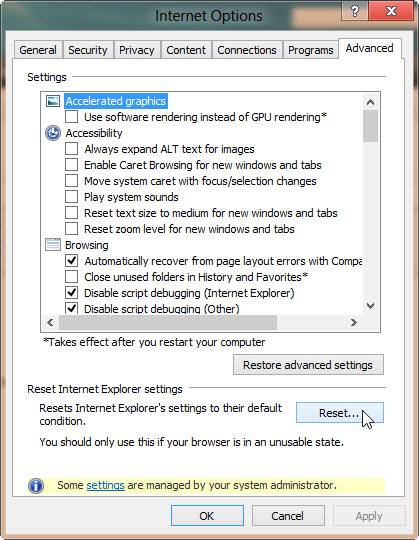 Internet Options
?
General
Security
Privacy
Content
Connections
Programs
Advanced
Settings
Accelerated graphics
Use software rendering instead of GPU rendering*
Accessibility
Always expand ALT text for images
Enable Caret Browsing for new windows and tabs
Move system caret with focus/selection changes
Play system sounds
Reset text size to medium for new windows and tabs
Reset zoom level for new windows and tabs
Browsing
Automatically recover from page layout errors with Compa
Close unused folders in History and Favorites*
Disable script debugging (Internet Explorer)
Disable script debugging (Other)
*Takes effect after you restart your computer
Restore advanced settings
Reset Internet Explorer settings
Resets Internet Explorer's settings to their default
condition.
Reset...
You should only use this if your browser is in an unusable state.
Some settings are managed by your system administrator.
OK
Cancel
Apply